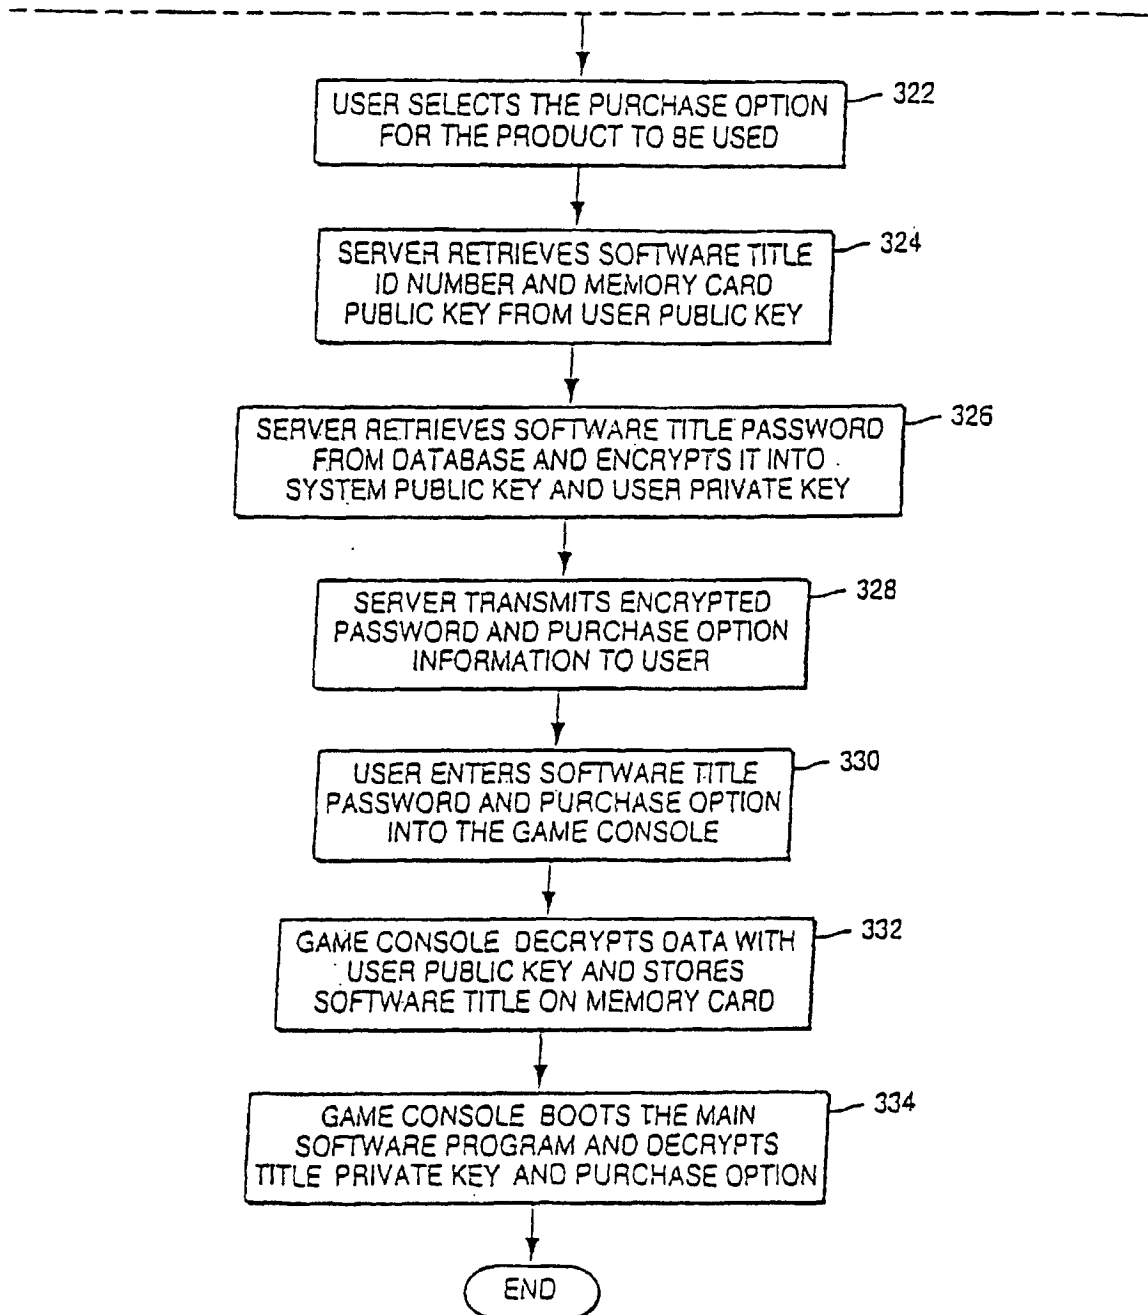 USER SELECTS THE PURCHASE OPTION
FOR THE PRODUCT TO BE USED
322
SERVER RETRIEVES SOFTWARE TITLE
ID NUMBER AND MEMORY CARD
PUBLIC KEY FROM USER PUBLIC KEY
324
SERVER RETRIEVES SOFTWARE TITLE PASSWORD
FROM DATABASE AND ENCRYPTS IT INTO
SYSTEM PUBLIC KEY AND USER PRIVATE KEY
326
SERVER TRANSMITS ENCRYPTED
PASSWORD AND PURCHASE OPTION
INFORMATION TO USER
328
USER ENTERS SOFTWARE TITLE
PASSWORD AND PURCHASE OPTION
INTO THE GAME CONSOLE
330
GAME CONSOLE DECRYPTS DATA WITH
USER PUBLIC KEY AND STORES
SOFTWARE TITLE ON MEMORY CARD
332
GAME CONSOLE BOOTS THE MAIN
SOFTWARE PROGRAM AND DECRYPTS
TITLE PRIVATE KEY AND PURCHASE OPTION
334
END